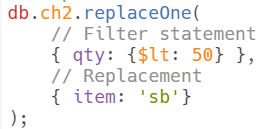 db.ch2.replaceOne(
    // Filter statement
    { qty: {$lt: 50} },
    // Replacement
    { item: 'sb'}
);